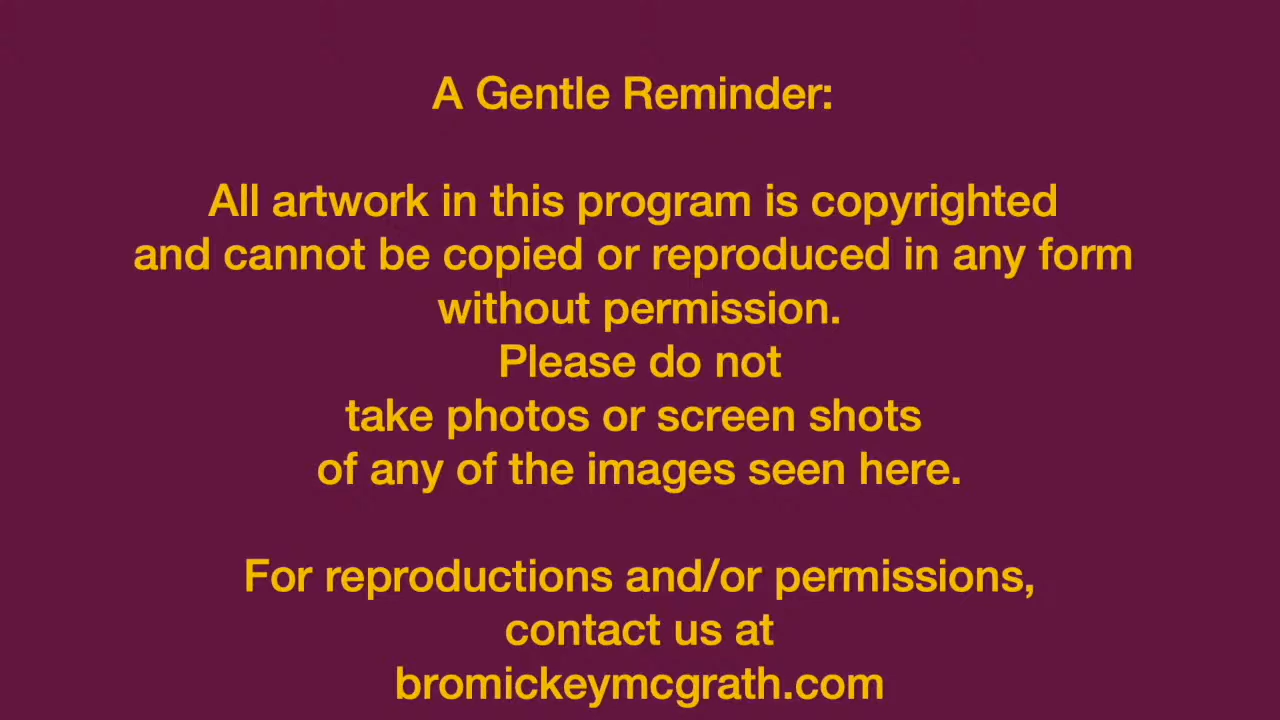 A Gentle Reminder:
All artwork in this program is copyrighted
and cannot be copied or reproduced in any form
without permission.
Please do not
take photos or screen shots
of any of the images seen here.
For reproductions and/or permissions,
contact us at
bromickeymcgrath.com